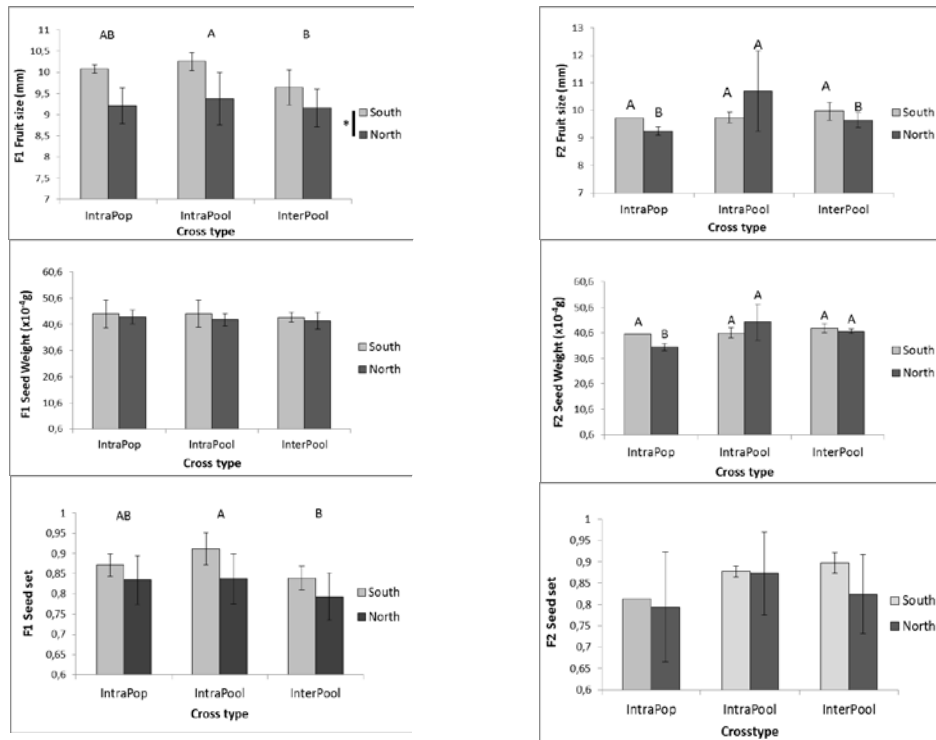 F1 Fruit size (mm)
11
10,5
10
9,5
9
8,5
8
7,5
7
AB
A
B
South
*
North
IntraPop
IntraPool
InterPool
Cross type
F2 Fruit size (mm)
13
12
11
10
9
8
7
A
B
A
A
A
B
South
North
IntraPop
IntraPool
InterPool
Cross type
F1 Seed Weight (x10⁻⁴g)
60,6
50,6
40,6
30,6
20,6
10,6
0,6
South
North
IntraPop
IntraPool
InterPool
Cross type
F2 Seed Weight (x10⁻⁴g)
60,6
50,6
40,6
30,6
20,6
10,6
0,6
A
B
A
A
A
A
South
North
IntraPop
IntraPool
InterPool
Cross type
F1 Seed set
1
0,95
0,9
0,85
0,8
0,75
0,7
0,65
0,6
AB
A
B
South
North
IntraPop
IntraPool
InterPool
Cross type
F2 Seed set
1
0,95
0,9
0,85
0,8
0,75
0,7
0,65
0,6
South
North
IntraPop
IntraPool
InterPool
Crosstype